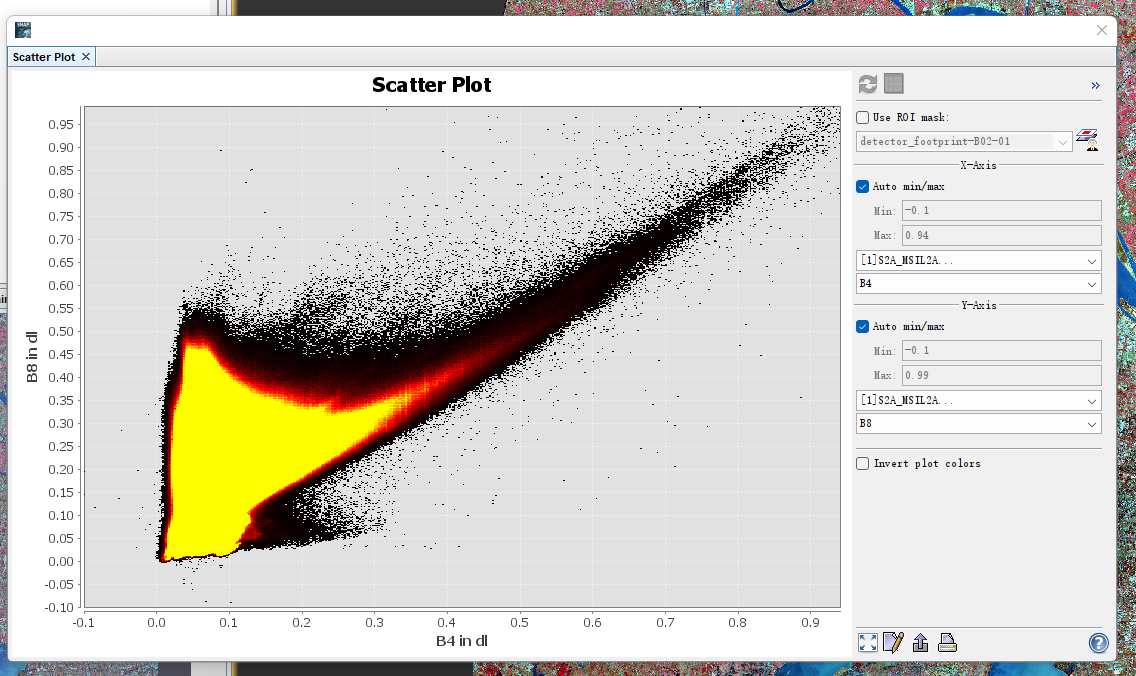 SNAP
Scatter Plot
Scatter Plot
0.95
0.90
0.85
0.80
0.75
0.70
0.65
0.60
0.55
0.50
0.45
0.40
0.35
0.30
0.25
0.20
0.15
0.10
0.05
0.00
-0.05
-0.10
B8 in dl
-0.1 0.0 0.1 0.2 0.3 0.4 0.5 0.6 0.7 0.8 0.9
B4 in dl
»
Use ROI mask:
detector_footprint-B02-01
X-Axis
Auto min/max
Min: -0.1
Max: 0.94
[1]S2A_MSIL2A...
B4
Y-Axis
Auto min/max
Min: -0.1
Max: 0.99
[1]S2A_MSIL2A...
B8
Invert plot colors
?